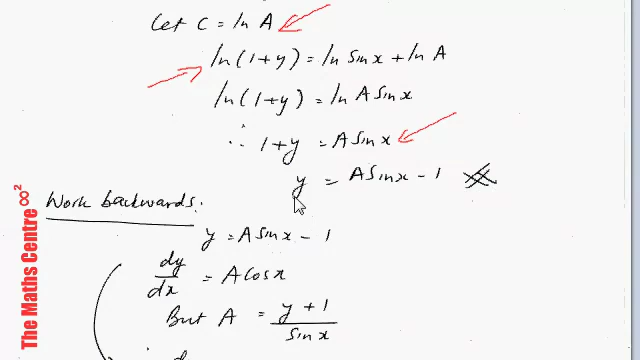 Let C = ln A
ln(1+y) = ln Sin x + ln A
ln(1+y) = ln A Sin x
∴ 1+y = A Sin x
y = A Sin x - 1
Work backwards:
y = A Sin x - 1
dy/dx = A Cos x
But A = y + 1 / Sin x
The Maths Centre ∞²